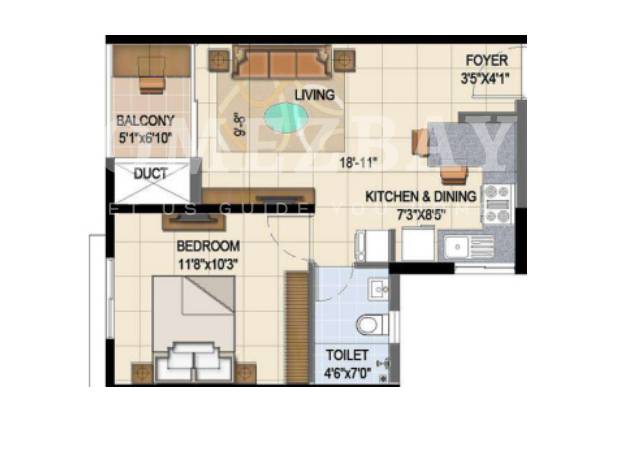 FOYER
3'5"X4'1"
LIVING
9'-8"
BALCONY
5'1"x6'10"
OMEZBAY
18'-11"
DUCT
KITCHEN & DINING
7'3"X8'5"
LET US GUIDE YOU HOME
BEDROOM
11'8"x10'3"
TOILET
4'6"x7'0"